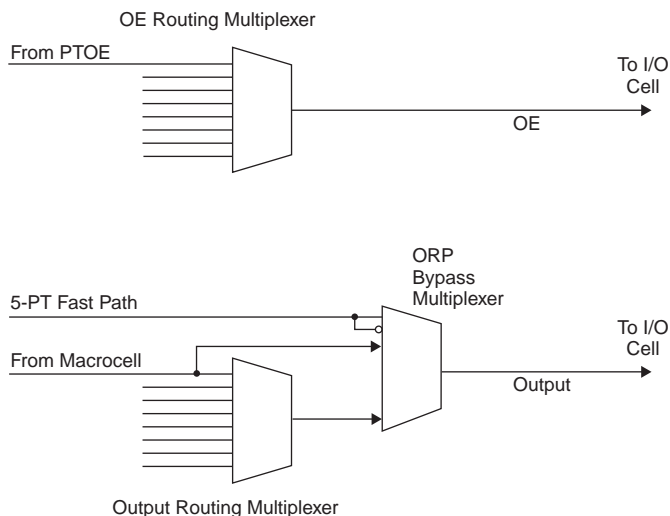 OE Routing Multiplexer
From PTOE
To I/O
Cell
OE
ORP
Bypass
Multiplexer
5-PT Fast Path
To I/O
Cell
From Macrocell
Output
Output Routing Multiplexer